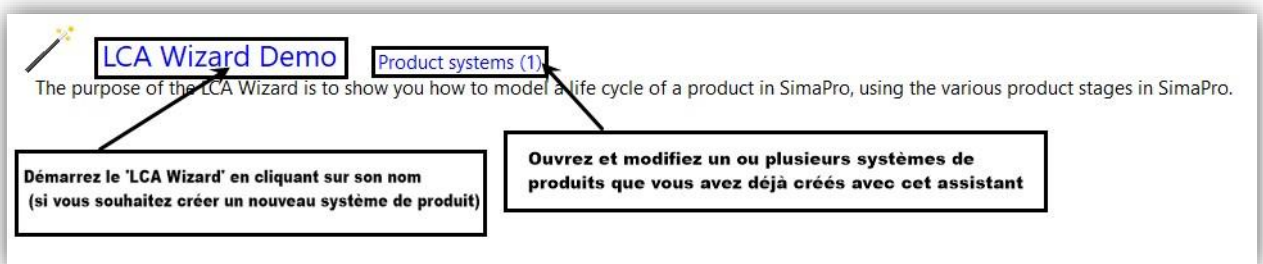 LCA Wizard Demo Product systems (1)
The purpose of the LCA Wizard is to show you how to model a life cycle of a product in SimaPro, using the various product stages in SimaPro.
Démarrez le 'LCA Wizard' en cliquant sur son nom
(si vous souhaitez créer un nouveau système de produit)
Ouvrez et modifiez un ou plusieurs systèmes de
produits que vous avez déjà créés avec cet assistant